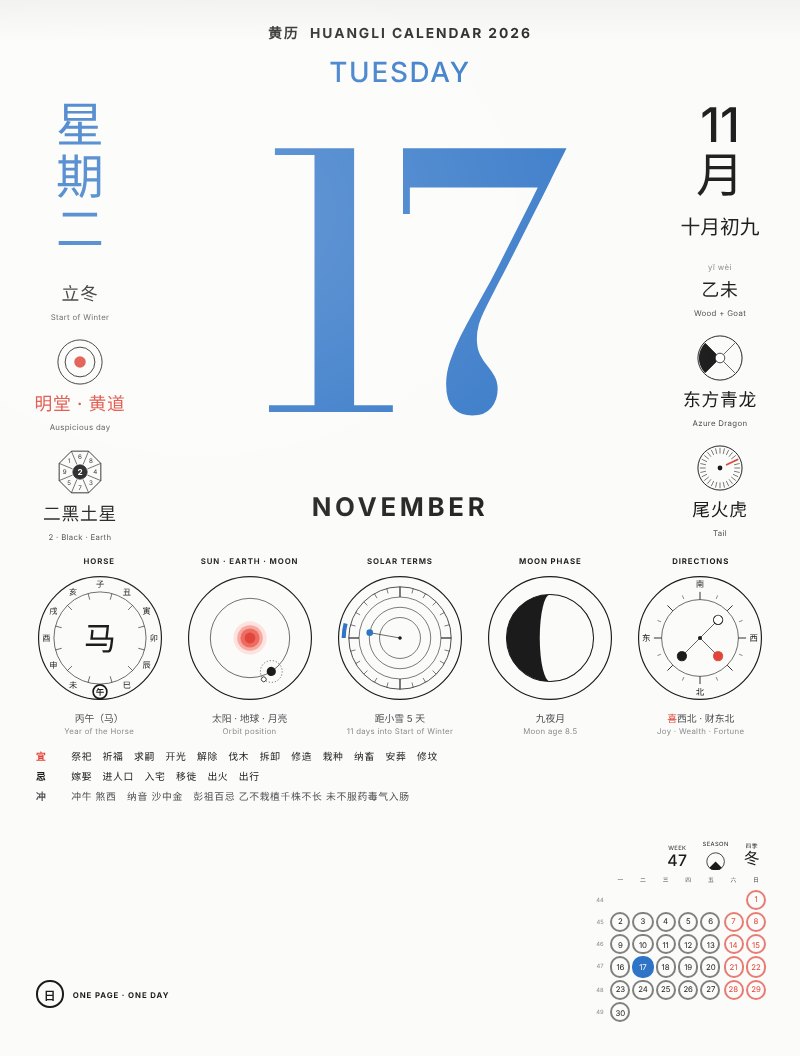 黄历 HUANGLI CALENDAR 2026
TUESDAY
星期二
17
11月
十月初九
立冬
Start of Winter
yǐ wèi
乙未
Wood + Goat
明堂 · 黄道
Auspicious day
东方青龙
Azure Dragon
6 8 4 2 3 7 5 9 1
二黑土星
2 · Black · Earth
尾火虎
Tail
NOVEMBER
HORSE
SUN · EARTH · MOON
SOLAR TERMS
MOON PHASE
DIRECTIONS
子 丑 寅 卯 辰 巳 午 未 申 酉 戌 亥
马
南
东 西
北
丙午（马）
Year of the Horse
太阳 · 地球 · 月亮
Orbit position
距小雪 5 天
11 days into Start of Winter
九夜月
Moon age 8.5
喜西北 · 财东北
Joy · Wealth · Fortune
宜 祭祀 祈福 求嗣 开光 解除 伐木 拆卸 修造 栽种 纳畜 安葬 修坟
忌 嫁娶 进人口 入宅 移徙 出火 出行
冲 冲牛 煞西 纳音 沙中金 彭祖百忌 乙不栽植千株不长 未不服药毒气入肠
WEEK
47
SEASON
四季
冬
一 二 三 四 五 六 日
44 1
45 2 3 4 5 6 7 8
46 9 10 11 12 13 14 15
47 16 17 18 19 20 21 22
48 23 24 25 26 27 28 29
49 30
日 ONE PAGE · ONE DAY